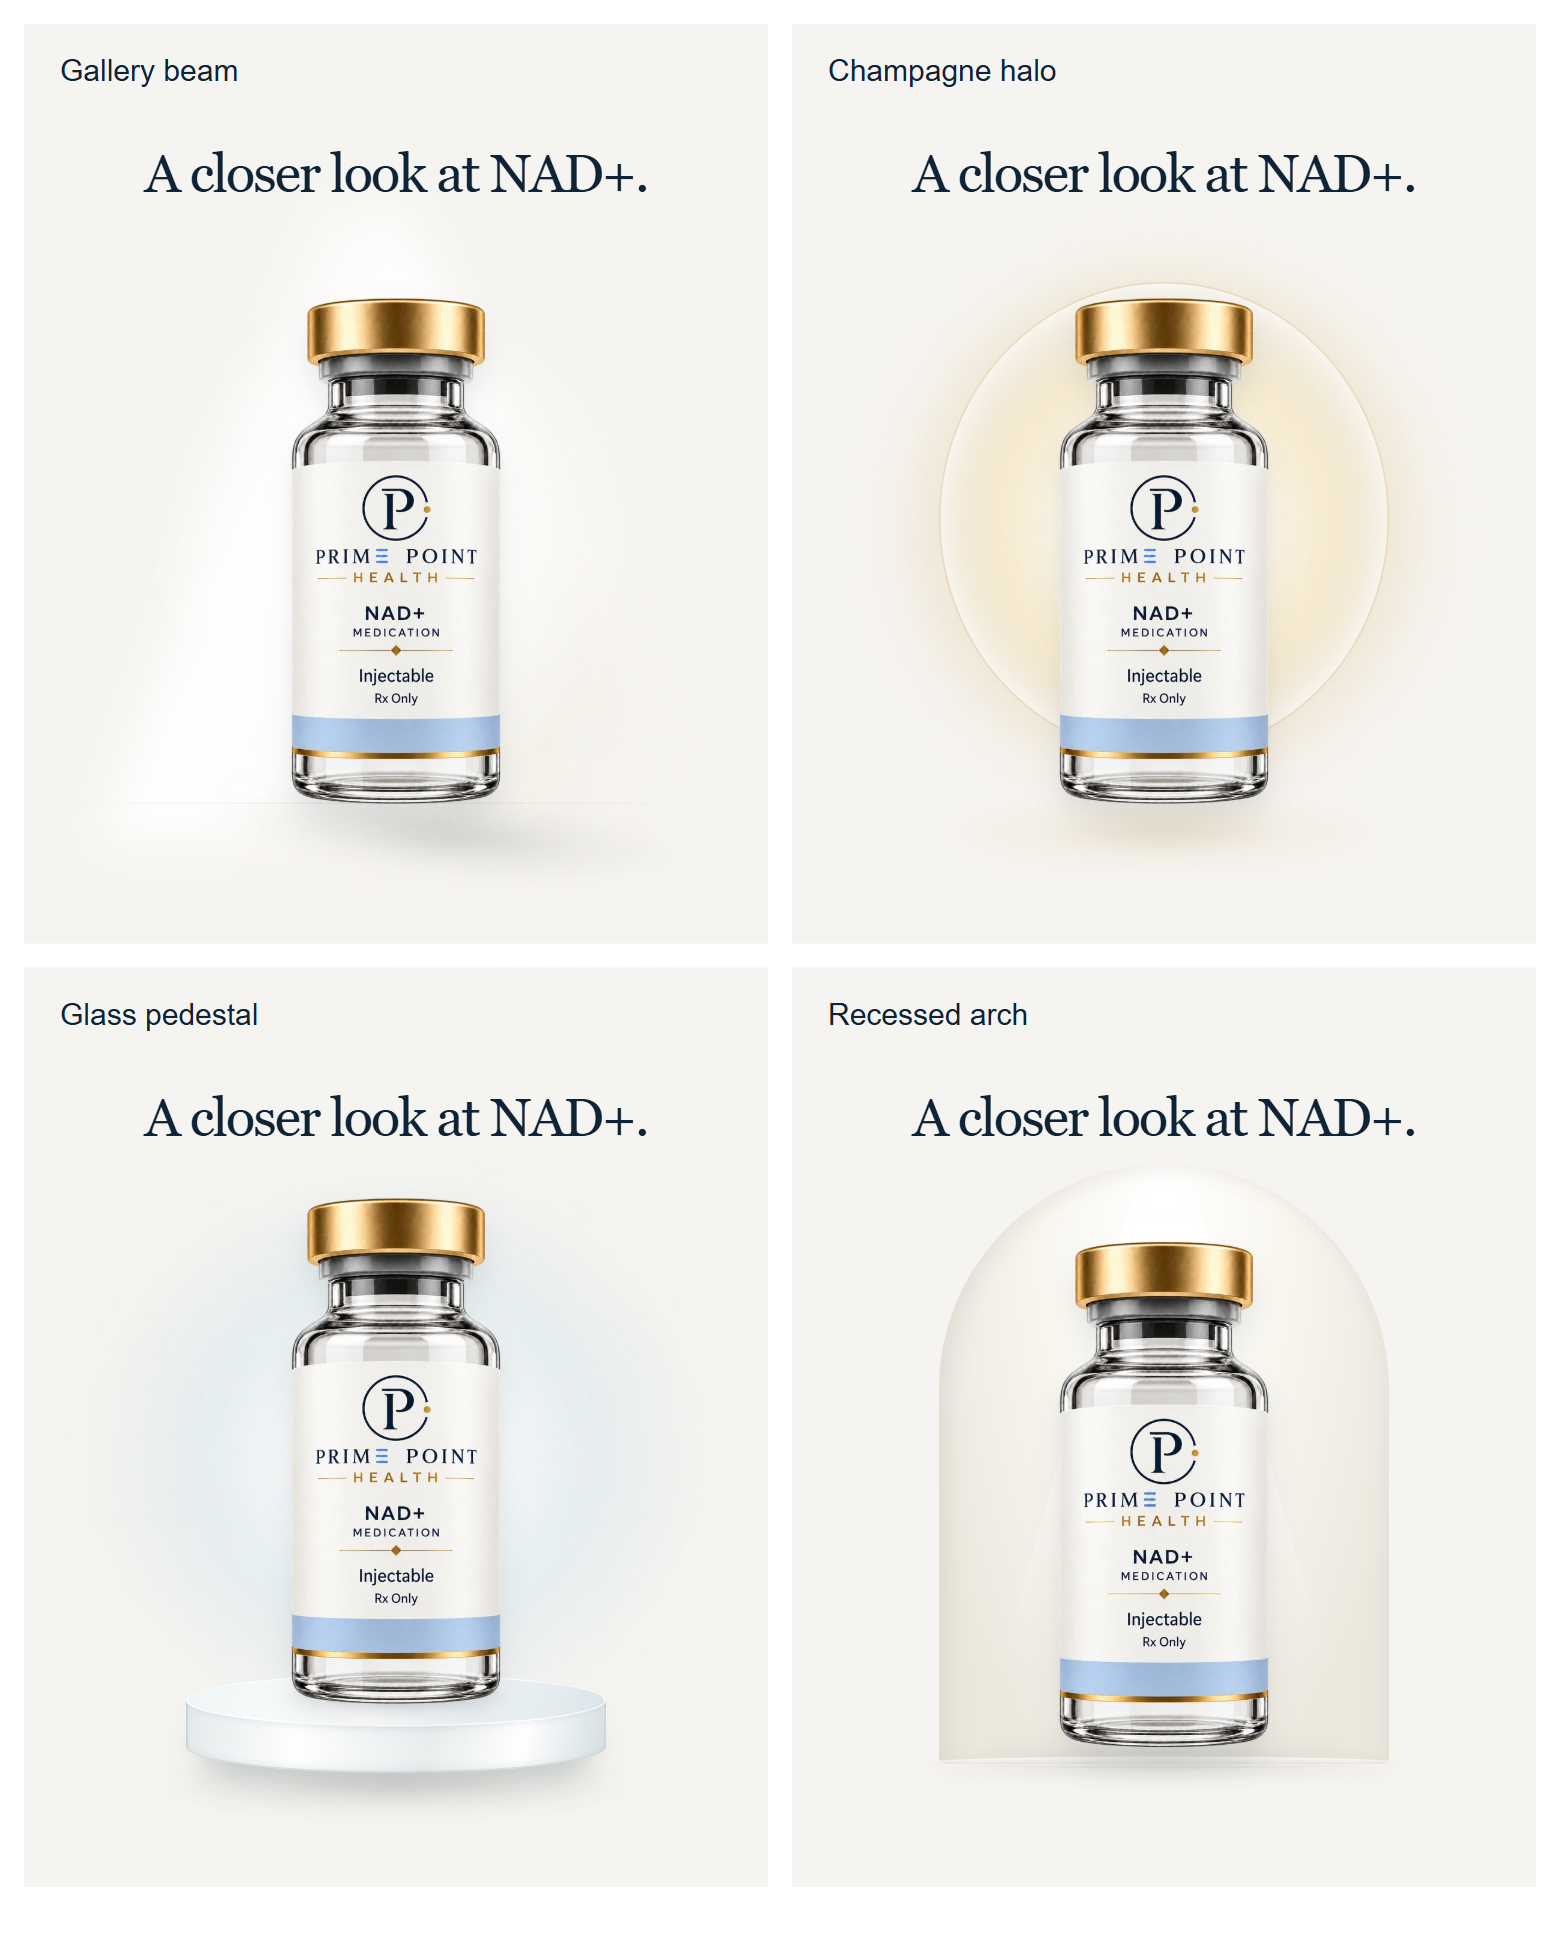 Gallery beam
A closer look at NAD+.
P
PRIME POINT
HEALTH
NAD+
MEDICATION
Injectable
Rx Only
Champagne halo
A closer look at NAD+.
P
PRIME POINT
HEALTH
NAD+
MEDICATION
Injectable
Rx Only
Glass pedestal
A closer look at NAD+.
P
PRIME POINT
HEALTH
NAD+
MEDICATION
Injectable
Rx Only
Recessed arch
A closer look at NAD+.
P
PRIME POINT
HEALTH
NAD+
MEDICATION
Injectable
Rx Only